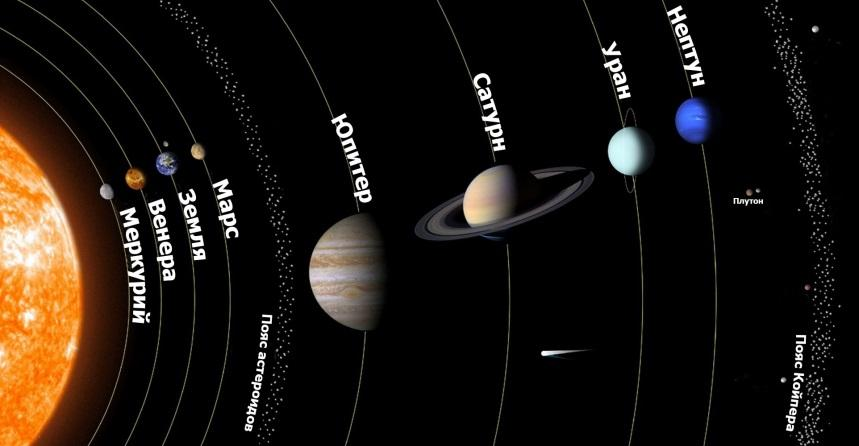 Меркурий
Венера
Земля
Марс
Пояс астероидов
Юпитер
Сатурн
Уран
Нептун
Плутон
Пояс Койпера